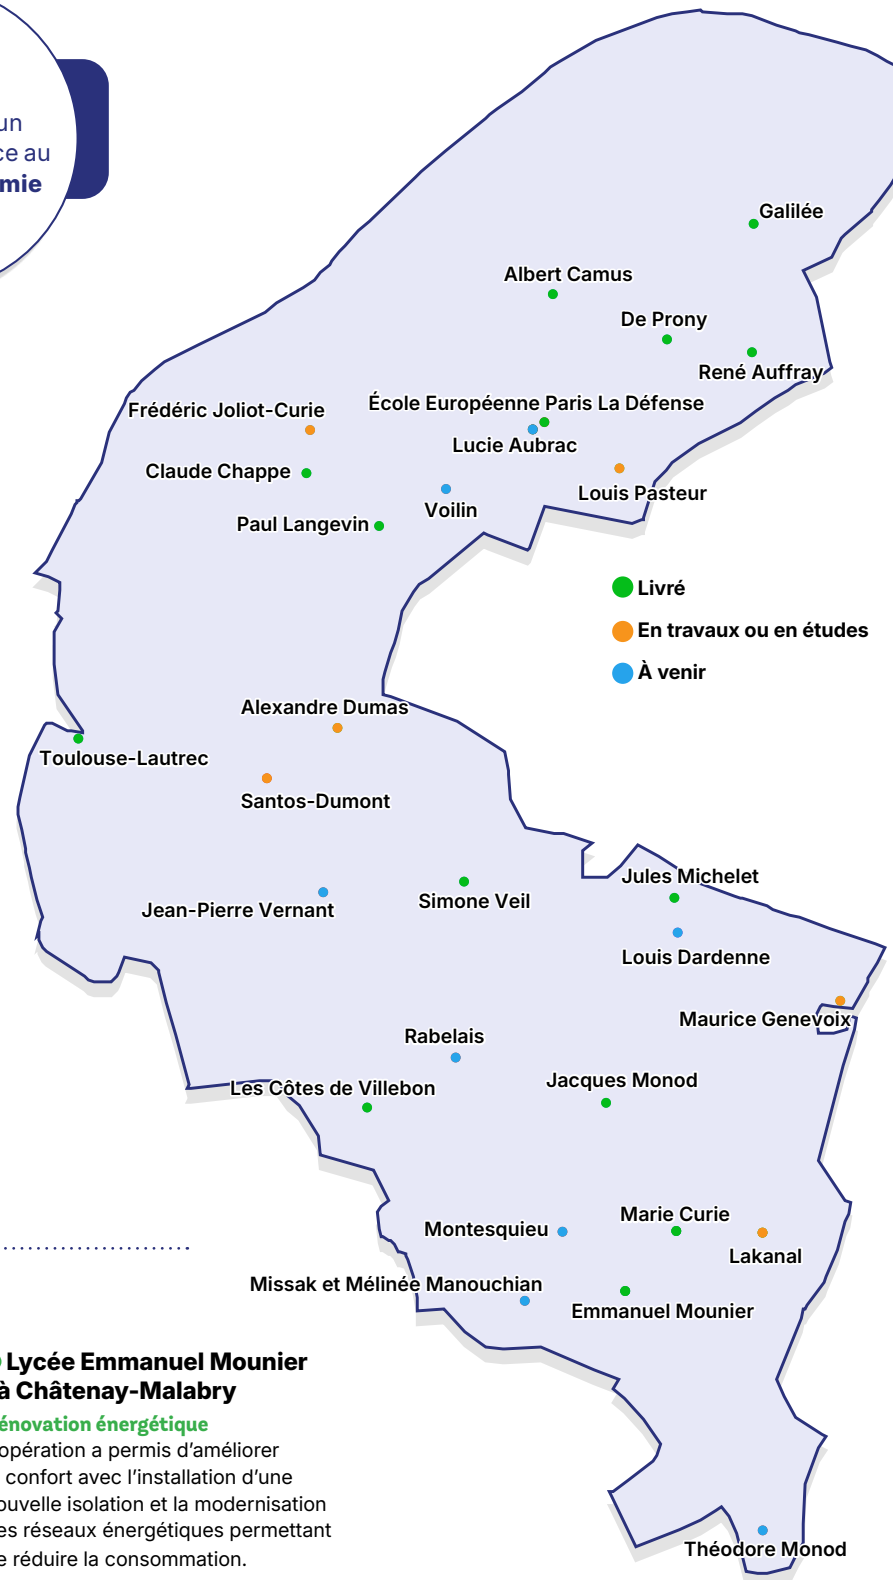 un
ce au
mie
Galilée
Albert Camus
De Prony
René Auffray
École Européenne Paris La Défense
Frédéric Joliot-Curie
Lucie Aubrac
Claude Chappe
Louis Pasteur
Voilin
Paul Langevin
Livré
En travaux ou en études
À venir
Alexandre Dumas
Toulouse-Lautrec
Santos-Dumont
Jules Michelet
Simone Veil
Jean-Pierre Vernant
Louis Dardenne
Maurice Genevoix
Rabelais
Jacques Monod
Les Côtes de Villebon
Marie Curie
Montesquieu
Lakanal
Missak et Mélinée Manouchian
Emmanuel Mounier
Lycée Emmanuel Mounier
à Châtenay-Malabry
énovation énergétique
opération a permis d’améliorer
confort avec l’installation d’une
ouvelle isolation et la modernisation
es réseaux énergétiques permettant
e réduire la consommation.
Théodore Monod